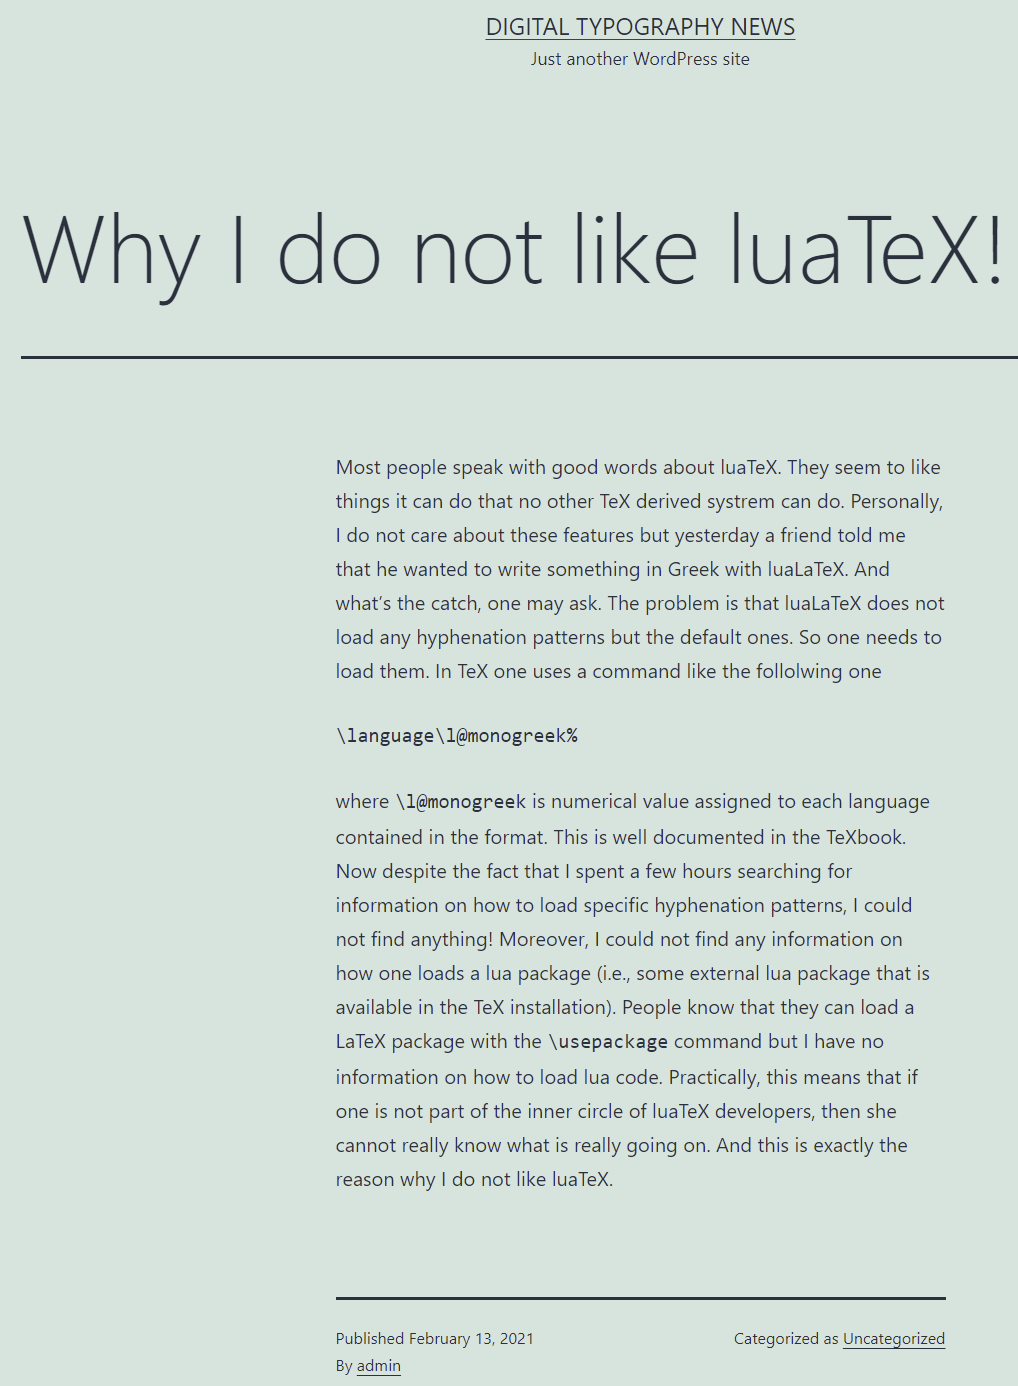 DIGITAL TYPOGRAPHY NEWS
Just another WordPress site
Why I do not like luaTeX!
Most people speak with good words about luaTeX. They seem to like
things it can do that no other TeX derived systrem can do. Personally,
I do not care about these features but yesterday a friend told me
that he wanted to write something in Greek with luaLaTeX. And
what’s the catch, one may ask. The problem is that luaLaTeX does not
load any hyphenation patterns but the default ones. So one needs to
load them. In TeX one uses a command like the follolwing one
\language\l@monogreek%
where \l@monogreek is numerical value assigned to each language
contained in the format. This is well documented in the TeXbook.
Now despite the fact that I spent a few hours searching for
information on how to load specific hyphenation patterns, I could
not find anything! Moreover, I could not find any information on
how one loads a lua package (i.e., some external lua package that is
available in the TeX installation). People know that they can load a
LaTeX package with the \usepackage command but I have no
information on how to load lua code. Practically, this means that if
one is not part of the inner circle of luaTeX developers, then she
cannot really know what is really going on. And this is exactly the
reason why I do not like luaTeX.
Published February 13, 2021
Categorized as Uncategorized
By admin